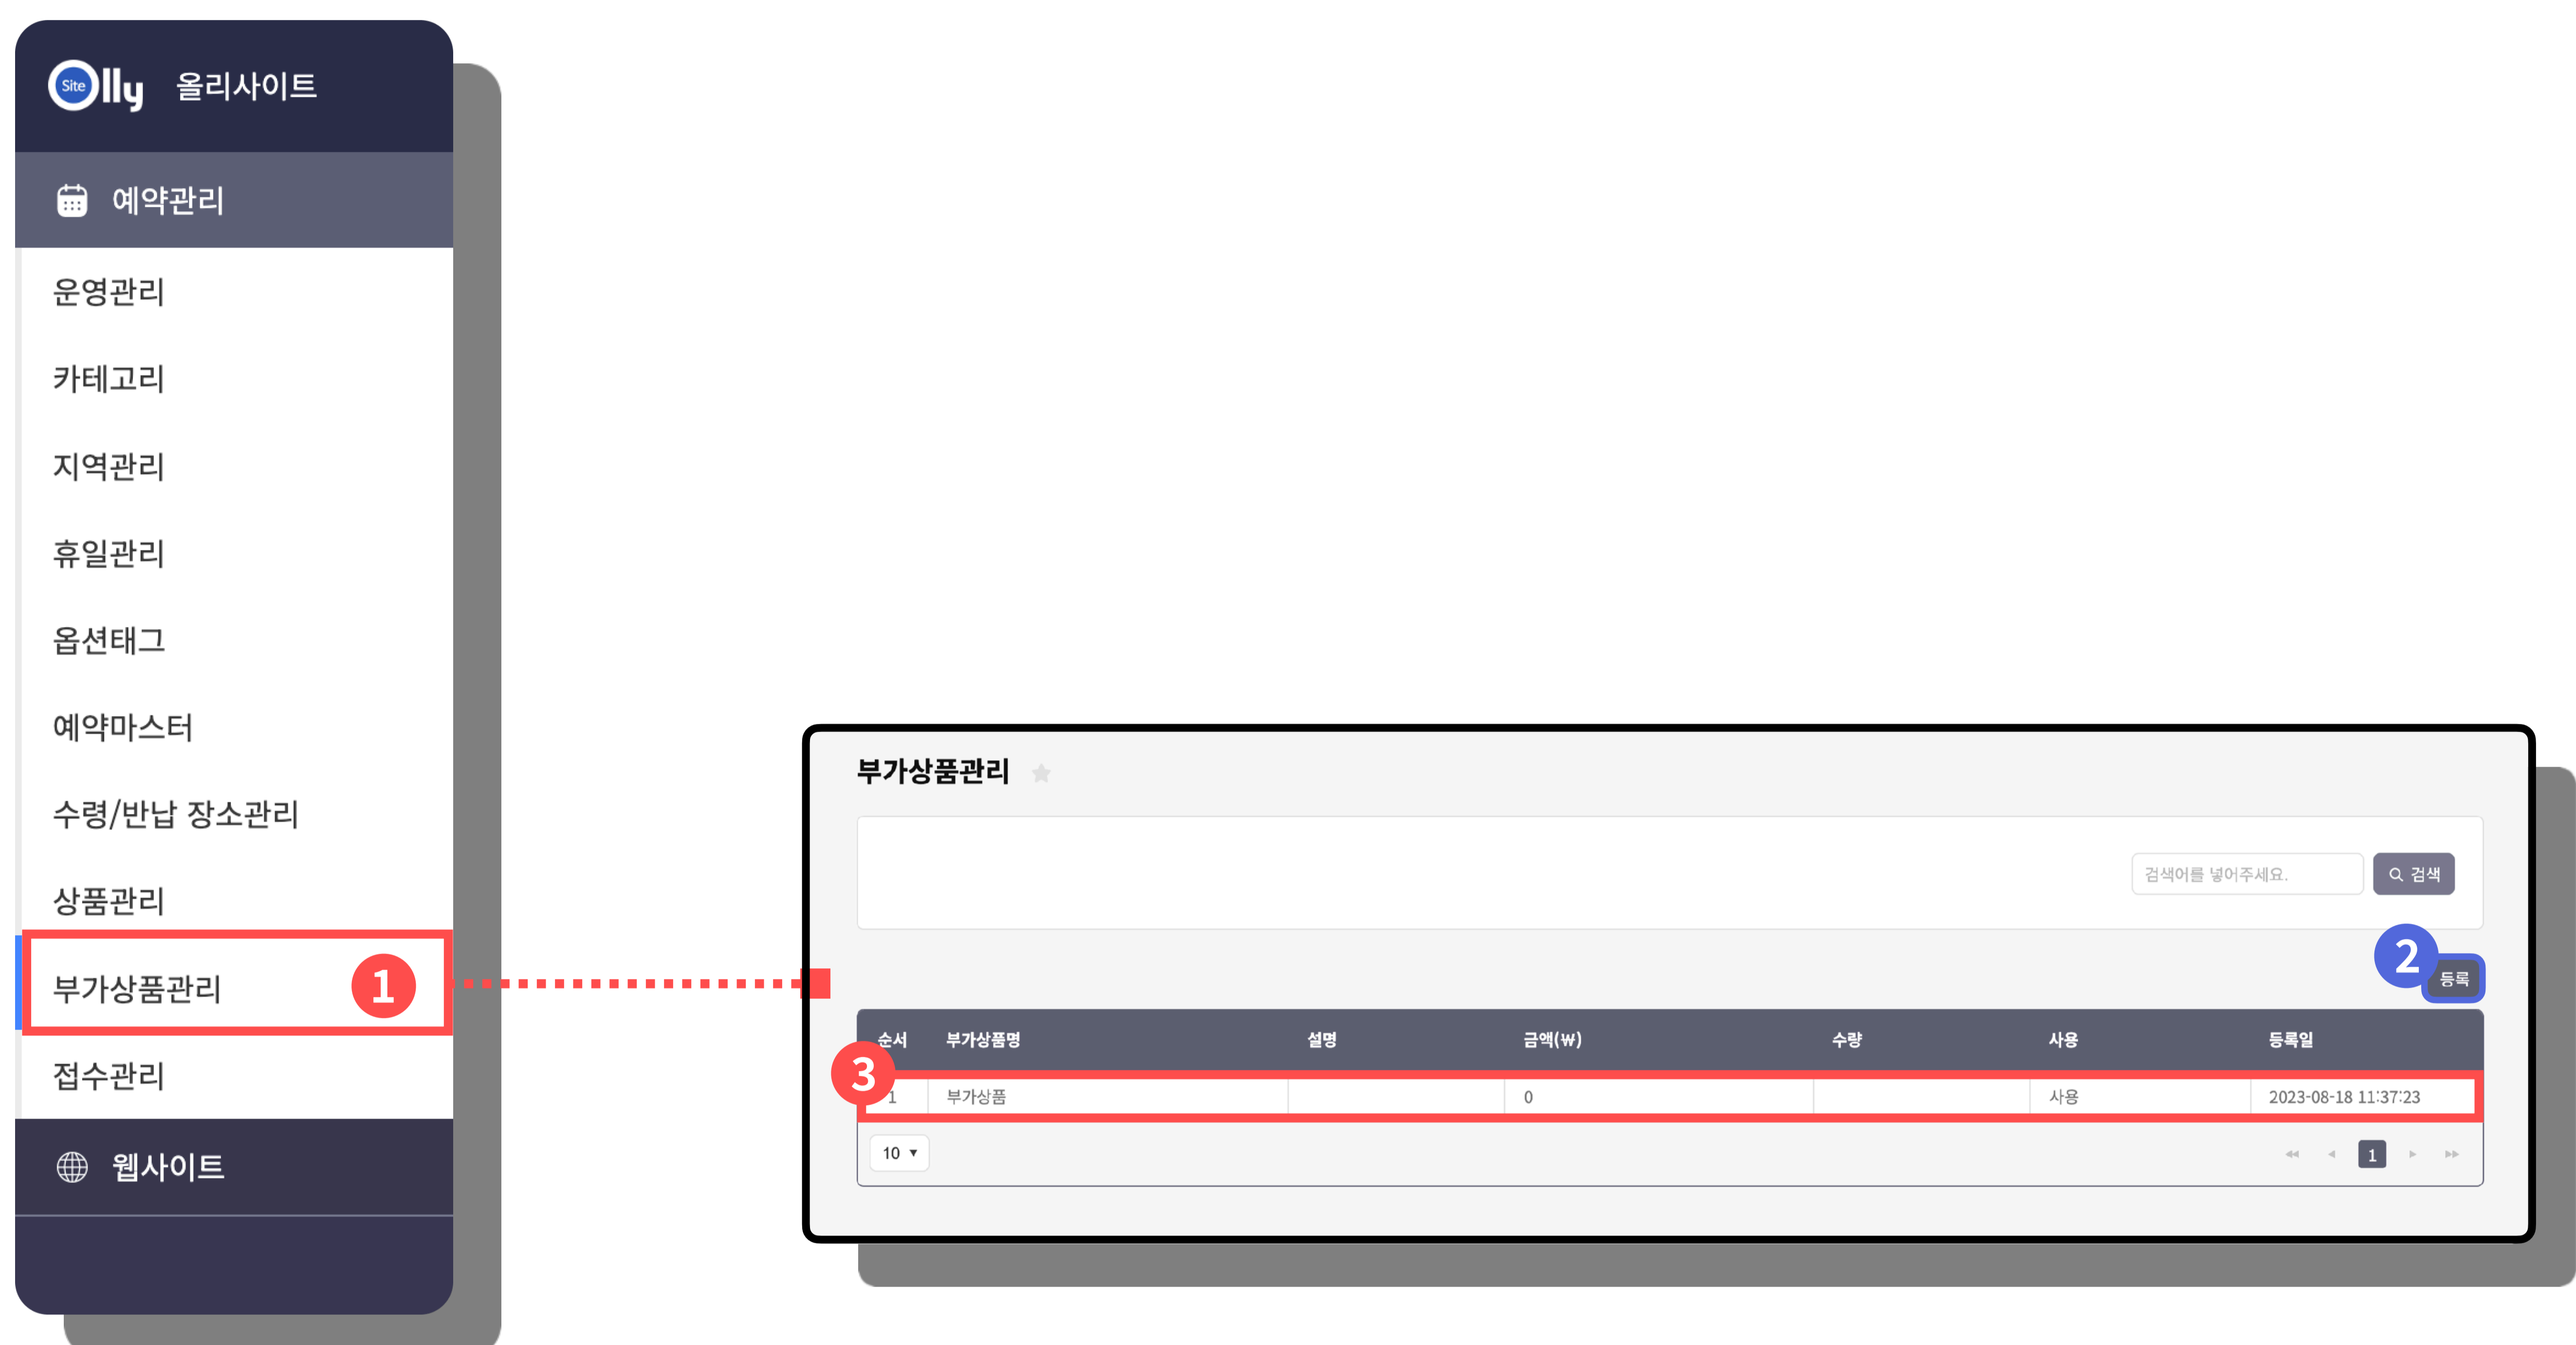 Site Olly 올리사이트
예약관리
운영관리
카테고리
지역관리
휴일관리
옵션태그
예약마스터
수령/반납 장소관리
상품관리
부가상품관리 1
접수관리
웹사이트
부가상품관리
검색어를 넣어주세요. 검색
2 등록
순서 부가상품명 설명 금액(₩) 수량 사용 등록일
3
1 부가상품 0 사용 2023-08-18 11:37:23
10 1